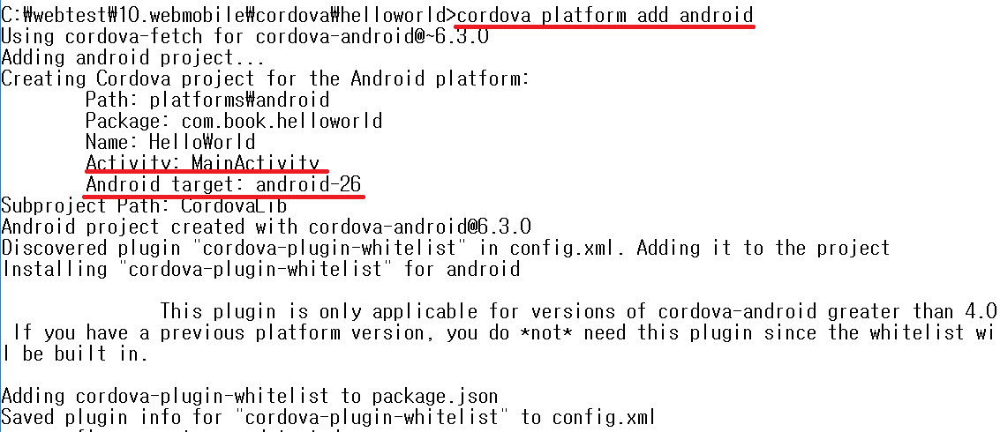 C:₩webtest₩10.webmobile₩cordova₩helloworld>cordova platform add android
Using cordova-fetch for cordova-android@~6.3.0
Adding android project...
Creating Cordova project for the Android platform:
Path: platforms₩android
Package: com.book.helloworld
Name: HelloWorld
Activity: MainActivity
Android target: android-26
Subproject Path: CordovaLib
Android project created with cordova-android@6.3.0
Discovered plugin "cordova-plugin-whitelist" in config.xml. Adding it to the project
Installing "cordova-plugin-whitelist" for android
This plugin is only applicable for versions of cordova-android greater than 4.0
If you have a previous platform version, you do *not* need this plugin since the whitelist wi
l be built in.
Adding cordova-plugin-whitelist to package.json
Saved plugin info for "cordova-plugin-whitelist" to config.xml